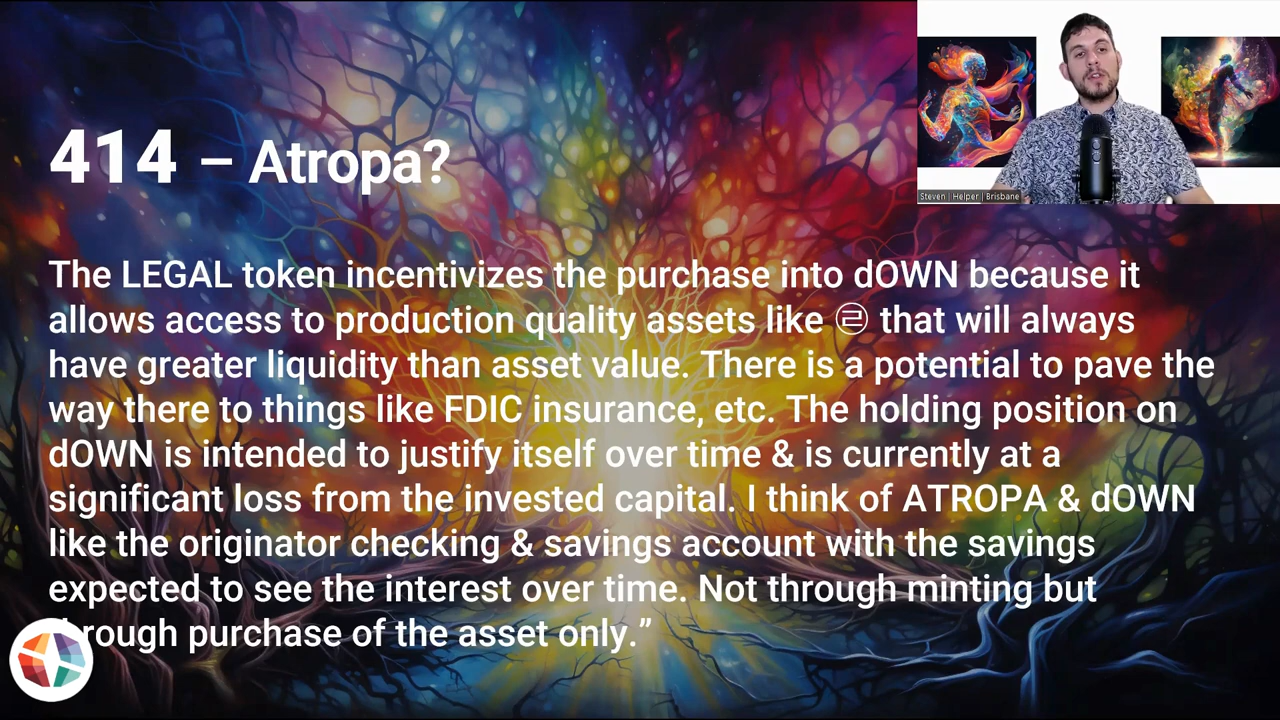 414 – Atropa?
Steven | Helper | Brisbane
The LEGAL token incentivizes the purchase into dOWN because it
allows access to production quality assets like ㉣ that will always
have greater liquidity than asset value. There is a potential to pave the
way there to things like FDIC insurance, etc. The holding position on
dOWN is intended to justify itself over time & is currently at a
significant loss from the invested capital. I think of ATROPA & dOWN
like the originator checking & savings account with the savings
expected to see the interest over time. Not through minting but
through purchase of the asset only.”